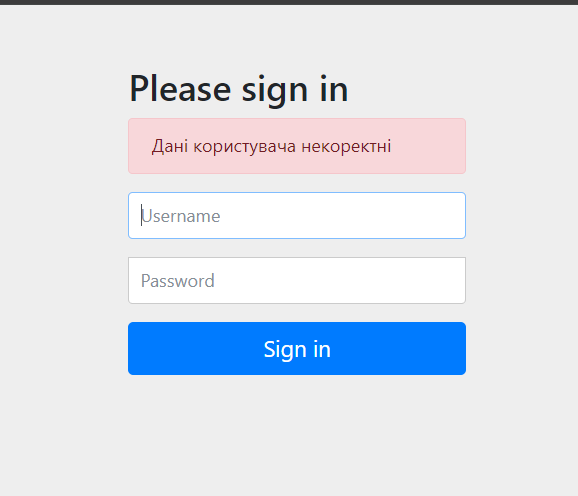 Please sign in
Дані користувача некоректні
Username
Password
Sign in